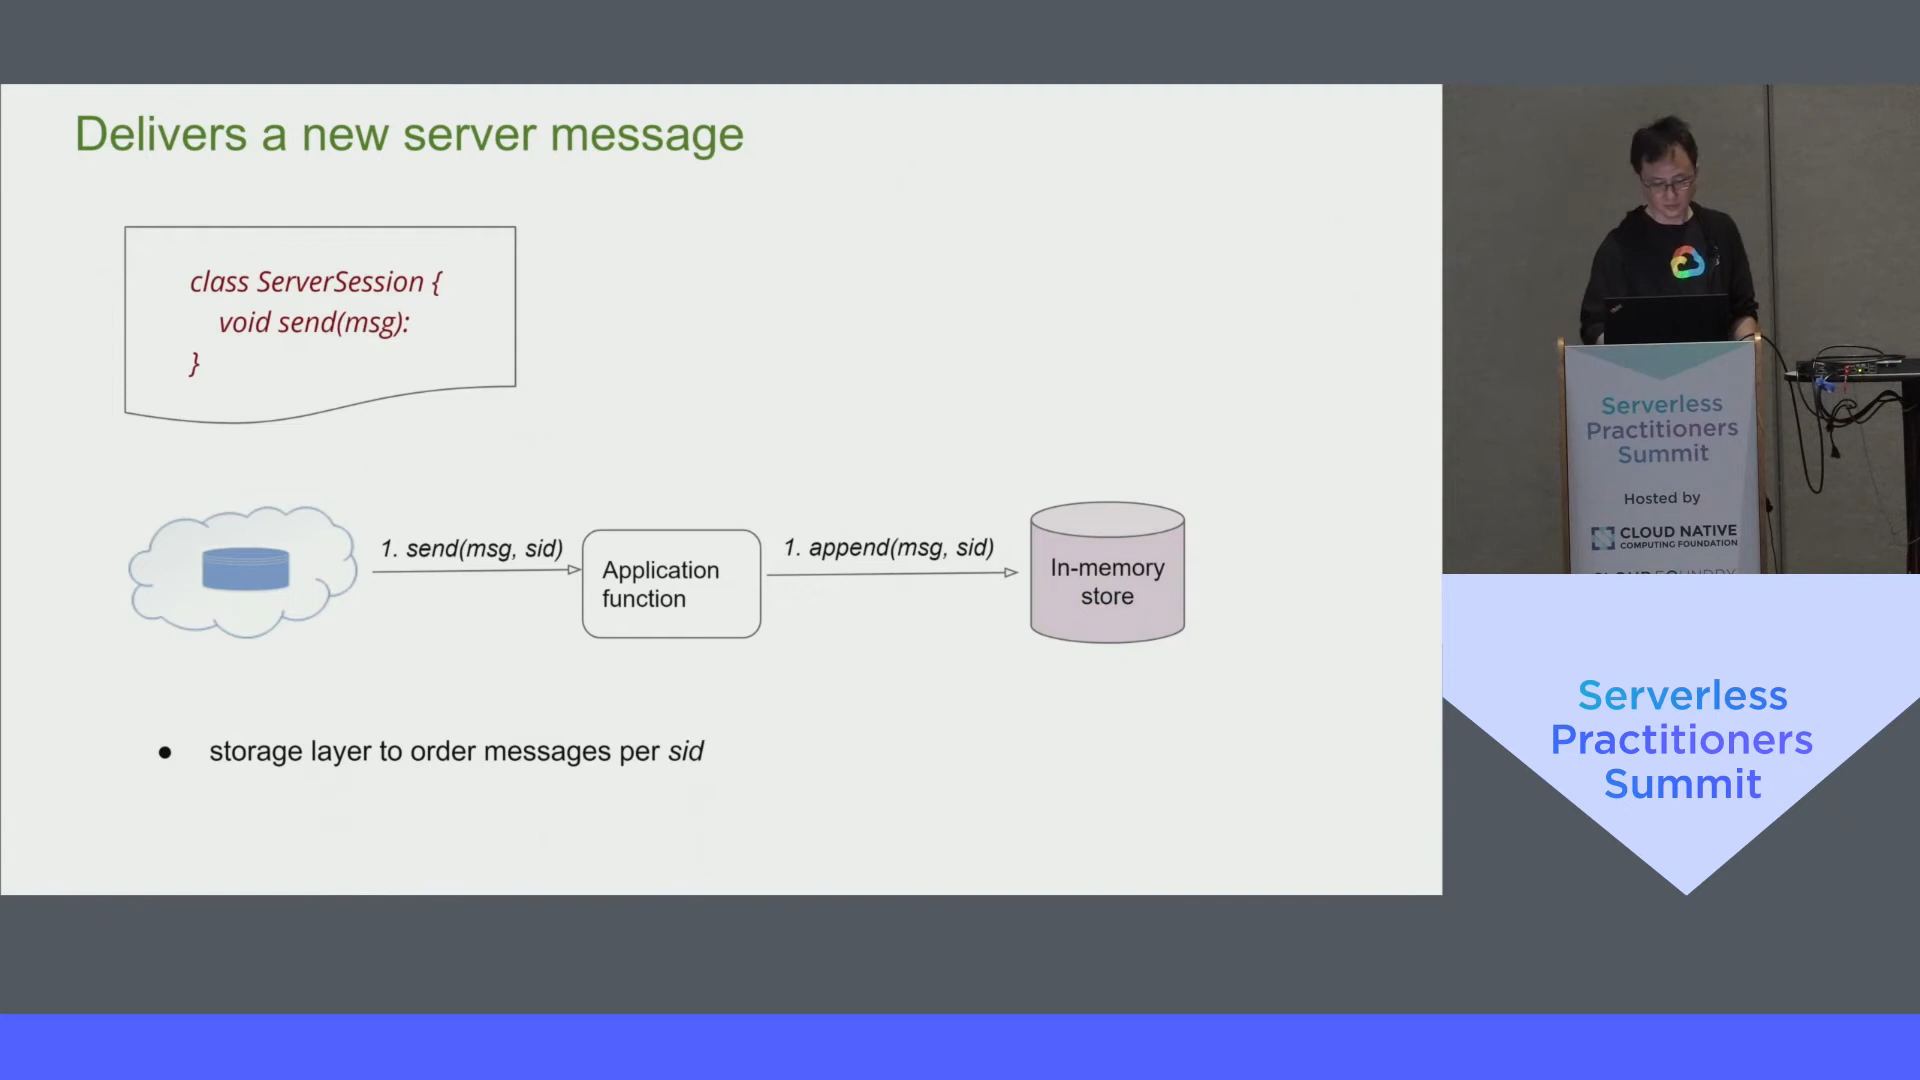 Delivers a new server message
class ServerSession {
void send(msg):
}
1. send(msg, sid)
Application
function
1. append(msg, sid)
In-memory
store
● storage layer to order messages per sid
Serverless
Practitioners
Summit
Hosted by
CLOUD NATIVE
COMPUTING FOUNDATION
Serverless
Practitioners
Summit